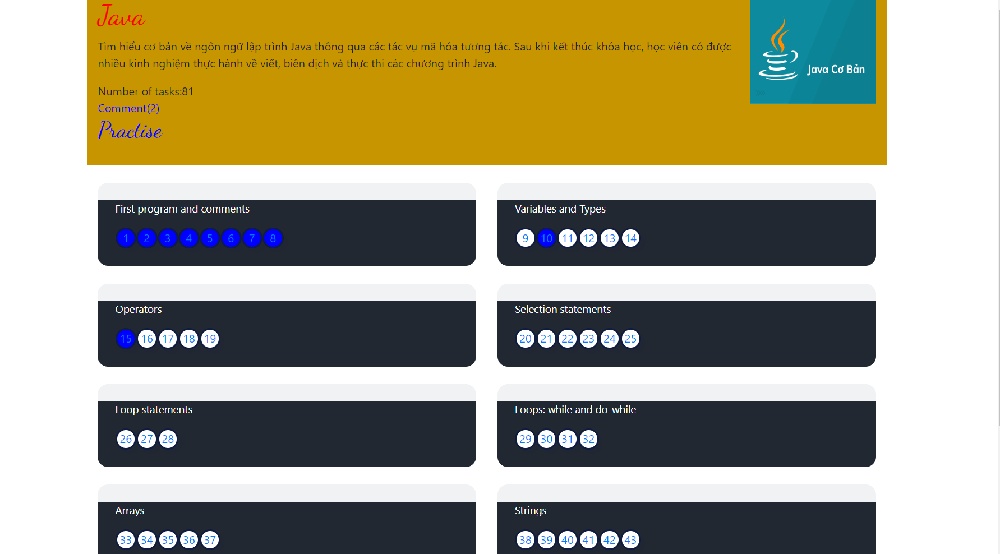 Java
Tìm hiểu cơ bản về ngôn ngữ lập trình Java thông qua các tác vụ mã hóa tương tác. Sau khi kết thúc khóa học, học viên có được
nhiều kinh nghiệm thực hành về viết, biên dịch và thực thi các chương trình Java.
Java Cơ Bản
Number of tasks:81
Comment(2)
Practise
First program and comments
1 2 3 4 5 6 7 8
Variables and Types
9 10 11 12 13 14
Operators
15 16 17 18 19
Selection statements
20 21 22 23 24 25
Loop statements
26 27 28
Loops: while and do-while
29 30 31 32
Arrays
33 34 35 36 37
Strings
38 39 40 41 42 43